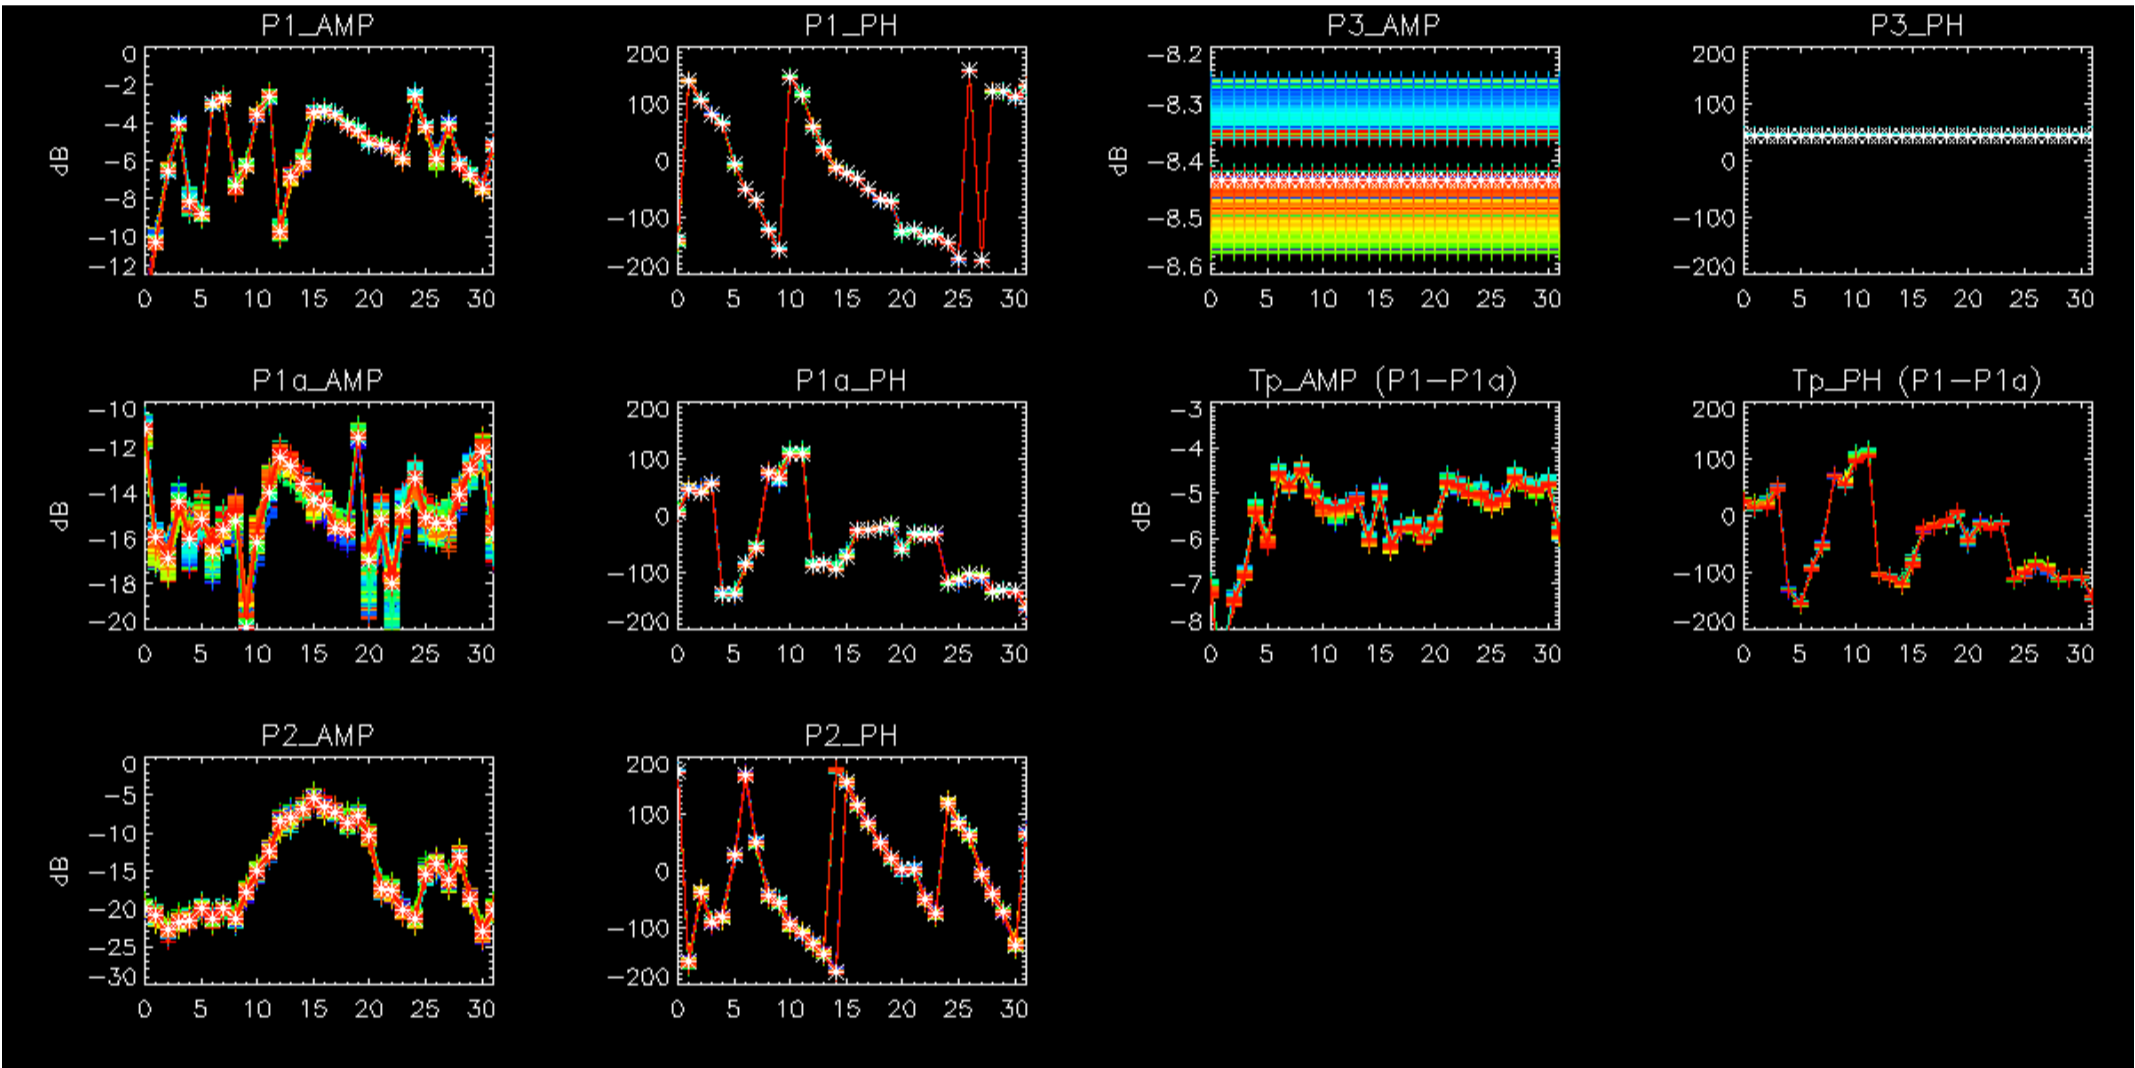 P1_AMP
P1_PH
P3_AMP
P3_PH
0
-2
-4
-6
-8
-10
-12
dB
0 5 10 15 20 25 30
200
100
0
-100
-200
0 5 10 15 20 25 30
-8.2
-8.3
-8.4
-8.5
-8.6
dB
0 5 10 15 20 25 30
200
100
0
-100
-200
0 5 10 15 20 25 30
P1a_AMP
P1a_PH
Tp_AMP (P1-P1a)
Tp_PH (P1-P1a)
-10
-12
-14
-16
-18
-20
dB
0 5 10 15 20 25 30
200
100
0
-100
-200
0 5 10 15 20 25 30
-3
-4
-5
-6
-7
-8
dB
0 5 10 15 20 25 30
200
100
0
-100
-200
0 5 10 15 20 25 30
P2_AMP
P2_PH
0
-5
-10
-15
-20
-25
-30
dB
0 5 10 15 20 25 30
200
100
0
-100
-200
0 5 10 15 20 25 30